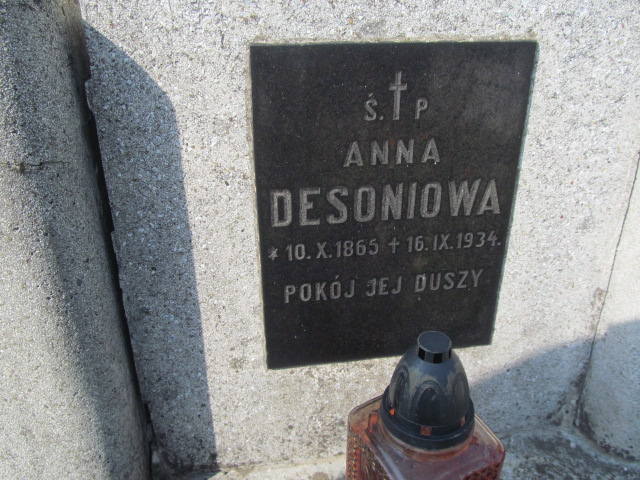 Ś. † P
ANNA
DESONIOWA
* 10. X. 1865 + 16. IX. 1934.
POKÓJ JEJ DUSZY